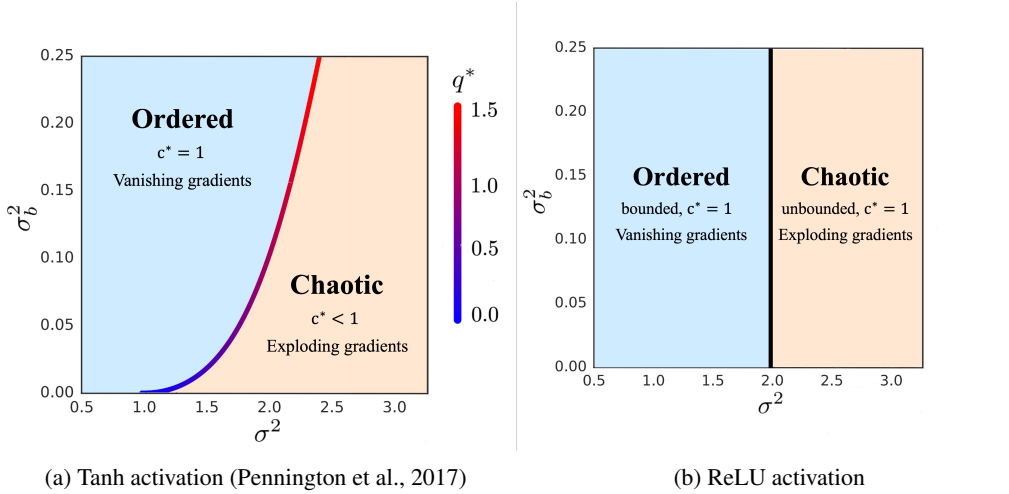 0.25
0.20
0.15
0.10
0.05
0.00
σ_b^2
0.5 1.0 1.5 2.0 2.5 3.0
σ^2
Ordered
c* = 1
Vanishing gradients
Chaotic
c* < 1
Exploding gradients
q*
1.5
1.0
0.5
0.0
(a) Tanh activation (Pennington et al., 2017)
0.25
0.20
0.15
0.10
0.05
0.00
σ_b^2
0.5 1.0 1.5 2.0 2.5 3.0
σ^2
Ordered
bounded, c* = 1
Vanishing gradients
Chaotic
unbounded, c* = 1
Exploding gradients
(b) ReLU activation